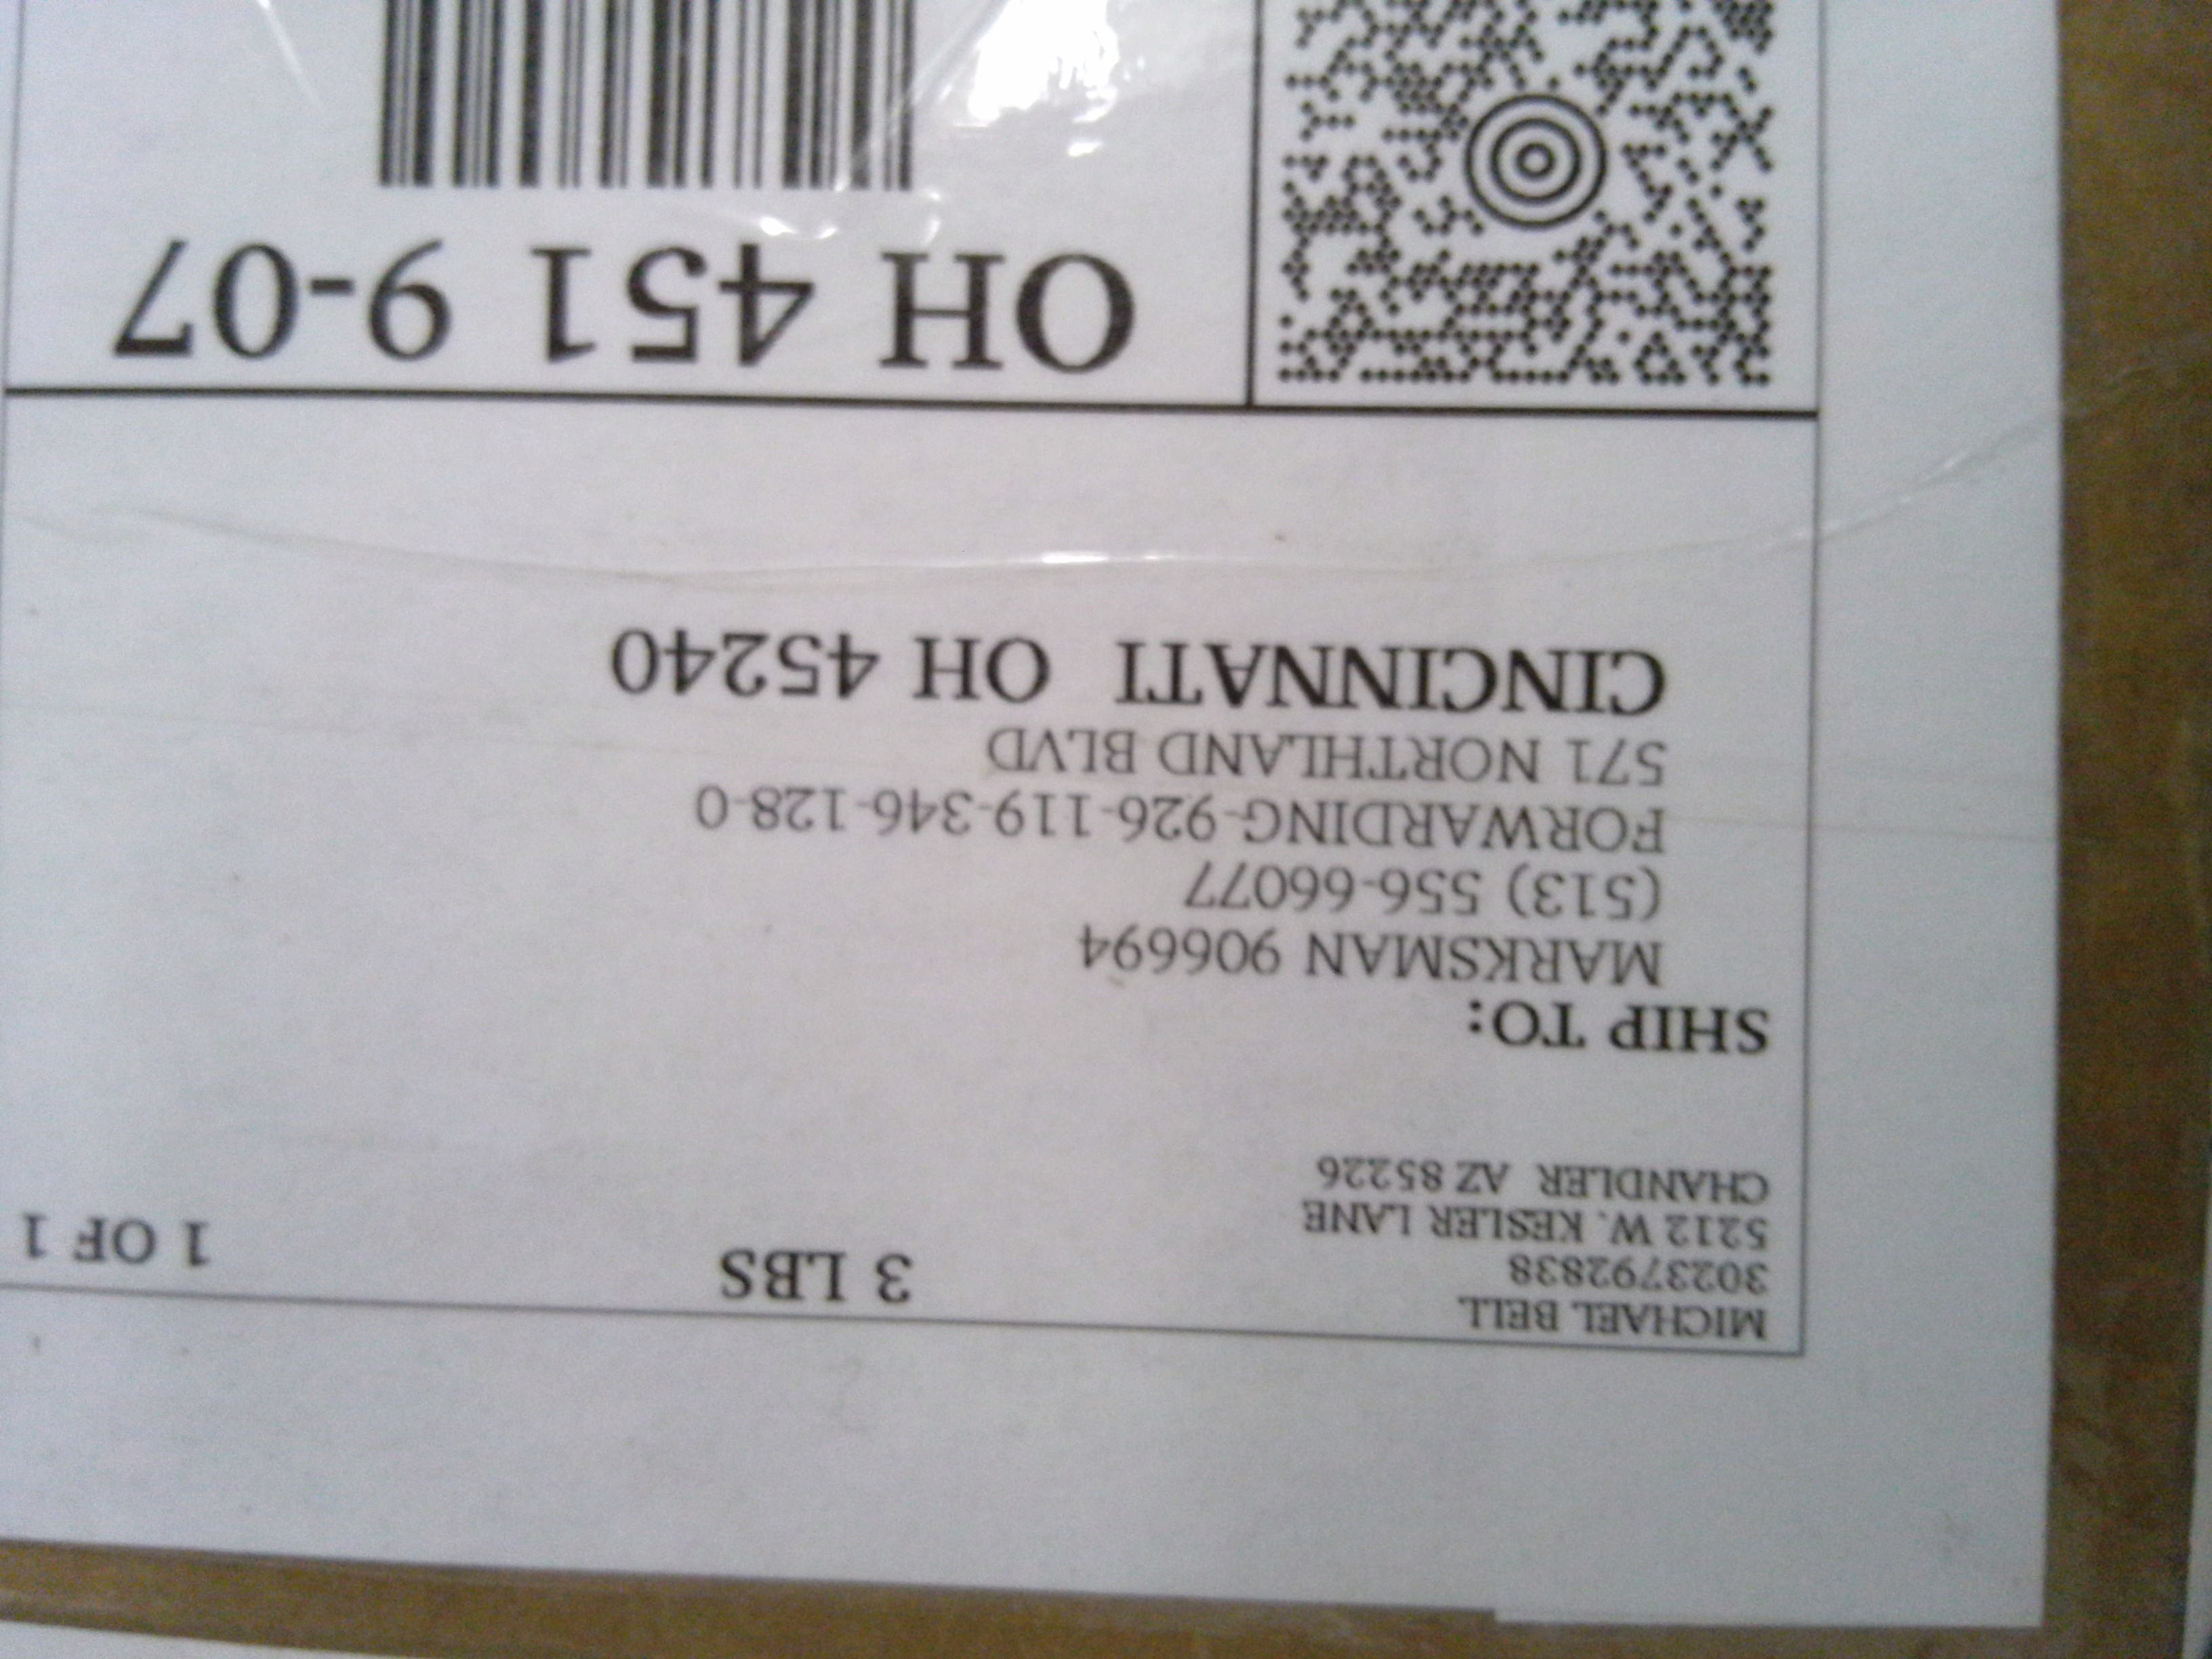 MICHAEL BELL
3023792838
5212 W. KESLER LANE
CHANDLER AZ 85226
3 LBS
1 OF 1
SHIP TO:
MARKSMAN 906694
(513) 556-66077
FORWARDING-926-119-346-128-0
571 NORTHLAND BLVD
CINCINNATI OH 45240
OH 451 9-07